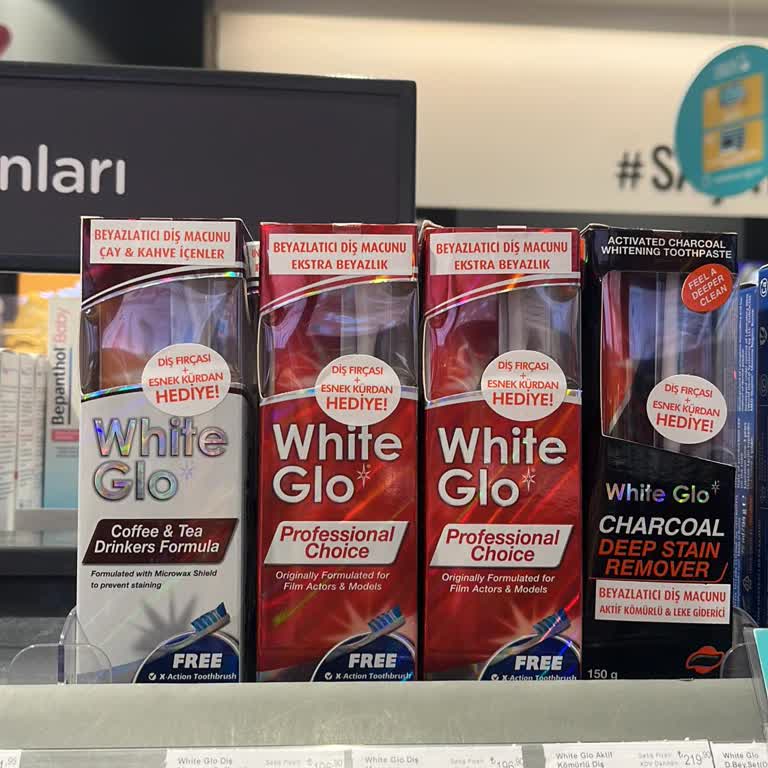 nları
#SA
BEYAZLATICI DİŞ MACUNU
ÇAY & KAHVE İÇENLER
DİŞ FIRÇASI
+
ESNEK KÜRDAN
HEDİYE!
White
Glo
Coffee & Tea
Drinkers Formula
Formulated with Microwax Shield
to prevent staining
FREE
X-Action Toothbrush
BEYAZLATICI DİŞ MACUNU
EKSTRA BEYAZLIK
DİŞ FIRÇASI
+
ESNEK KÜRDAN
HEDİYE!
White
Glo
Professional
Choice
Originally Formulated for
Film Actors & Models
FREE
X-Action Toothbrush
BEYAZLATICI DİŞ MACUNU
EKSTRA BEYAZLIK
DİŞ FIRÇASI
+
ESNEK KÜRDAN
HEDİYE!
White
Glo
Professional
Choice
Originally Formulated for
Film Actors & Models
FREE
X-Action Toothbrush
ACTIVATED CHARCOAL
WHITENING TOOTHPASTE
FEEL A
DEEPER
CLEAN
DİŞ FIRÇASI
+
ESNEK KÜRDAN
HEDİYE!
White Glo
CHARCOAL
DEEP STAIN
REMOVER
BEYAZLATICI DİŞ MACUNU
AKTİF KÖMÜRLÜ & LEKE GİDERİCİ
150 g
Bepanthol Baby
White Glo Diş
White Glo Diş
White Glo Aktif
Kömürlü Diş
₺219,90
White Glo